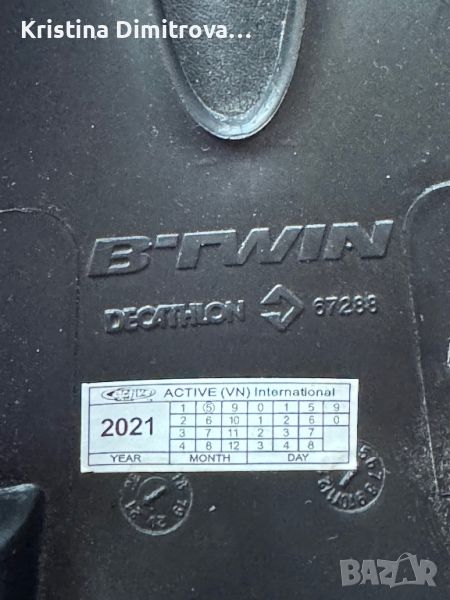 Kristina Dimitrova...
B'TWIN
DECATHLON 67288
ACTIVE (VN) International
1 5 9 0 1 5 9
2 6 10 1 2 6 0
2021 3 7 11 2 3 7
4 8 12 3 4 8
YEAR MONTH DAY
BAZAR
bg